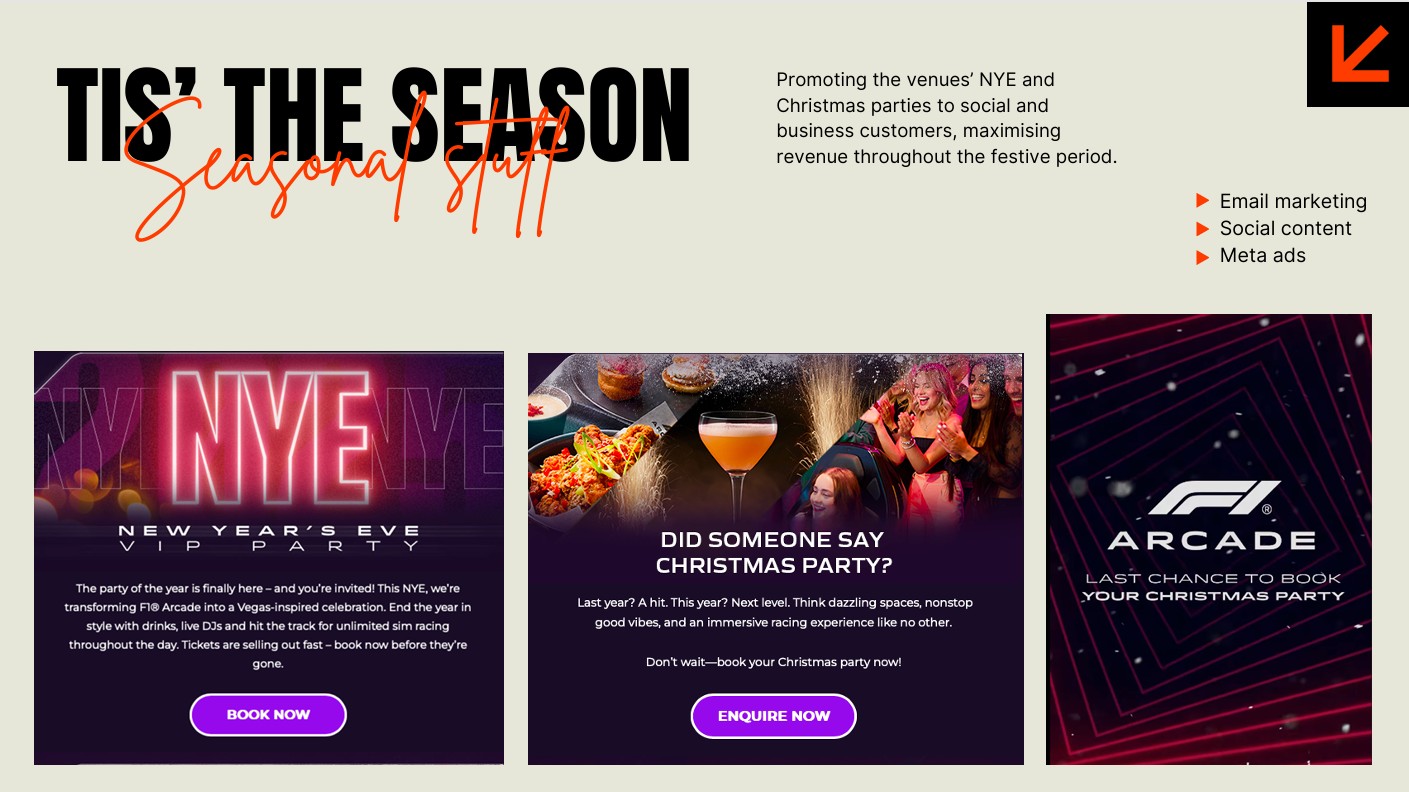 TIS’ THE SEASON
Seasonal stuff
Promoting the venues’ NYE and
Christmas parties to social and
business customers, maximising
revenue throughout the festive period.
Email marketing
Social content
Meta ads
NYE NYE NYE
NEW YEAR’S EVE
VIP PARTY
The party of the year is finally here – and you’re invited! This NYE, we’re
transforming F1® Arcade into a Vegas-inspired celebration. End the year in
style with drinks, live DJs and hit the track for unlimited sim racing
throughout the day. Tickets are selling out fast – book now before they’re
gone.
BOOK NOW
DID SOMEONE SAY
CHRISTMAS PARTY?
Last year? A hit. This year? Next level. Think dazzling spaces, nonstop
good vibes, and an immersive racing experience like no other.
Don’t wait—book your Christmas party now!
ENQUIRE NOW
F1®
ARCADE
LAST CHANCE TO BOOK
YOUR CHRISTMAS PARTY